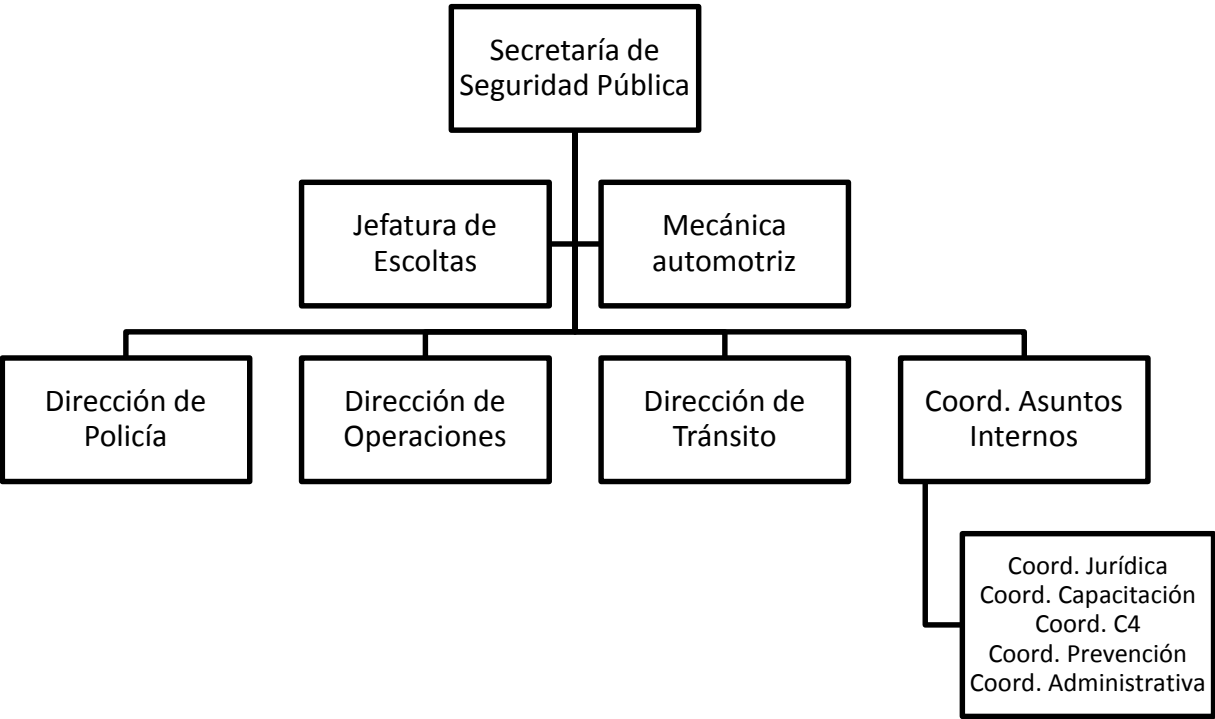 Secretaría de
Seguridad Pública
Jefatura de
Escoltas
Mecánica
automotriz
Dirección de
Policía
Dirección de
Operaciones
Dirección de
Tránsito
Coord. Asuntos
Internos
Coord. Jurídica
Coord. Capacitación
Coord. C4
Coord. Prevención
Coord. Administrativa